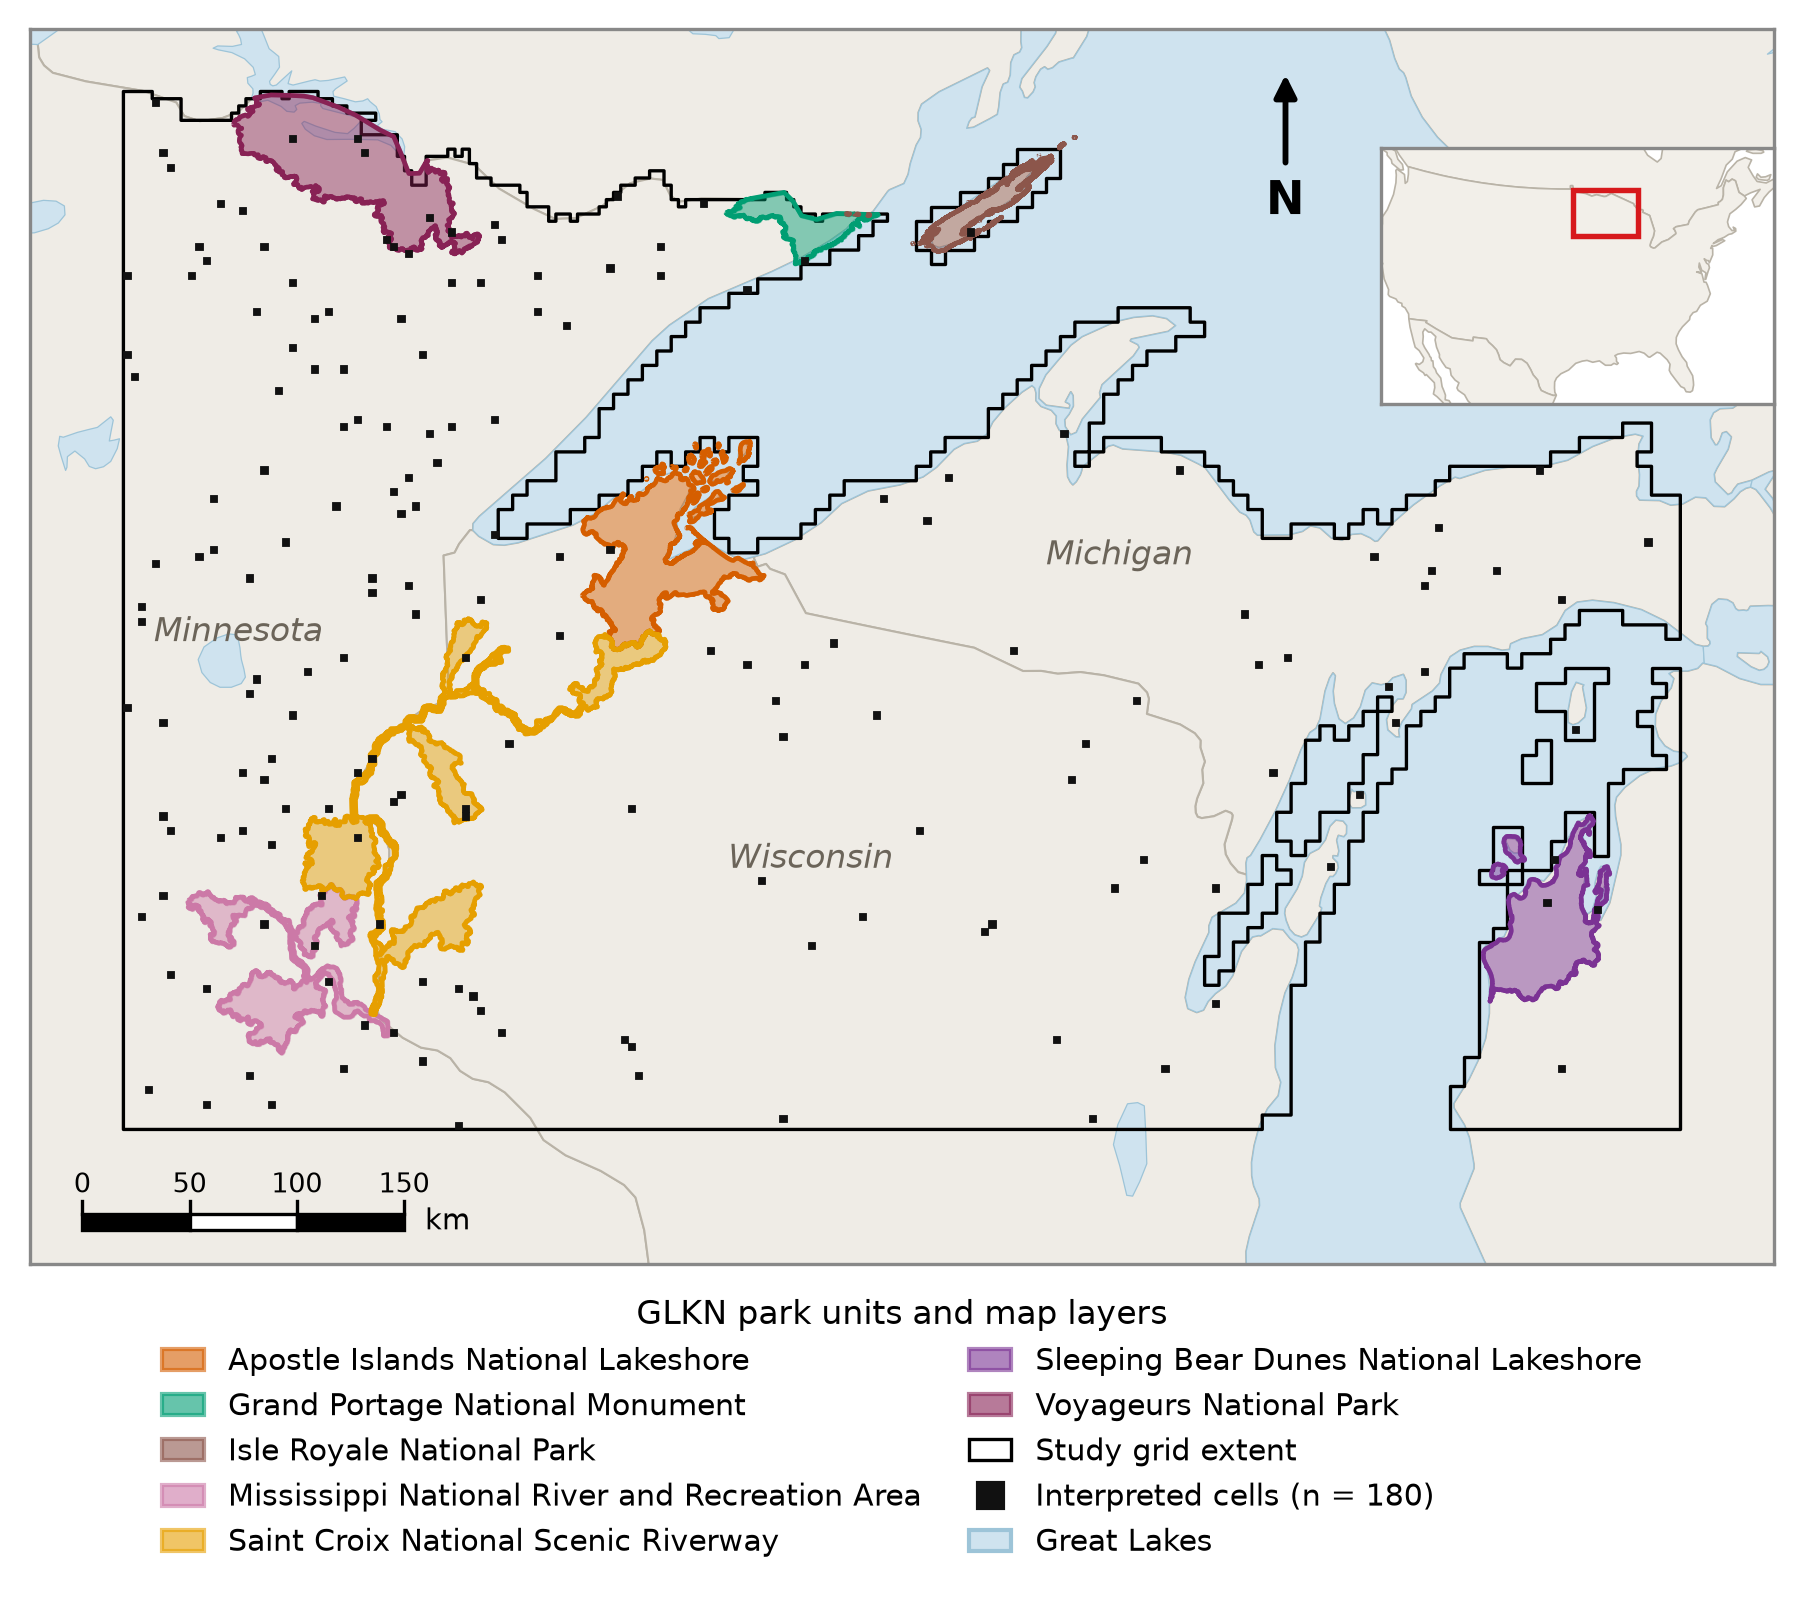 N
Michigan
Minnesota
Wisconsin
0 50 100 150
km
GLKN park units and map layers
Apostle Islands National Lakeshore
Grand Portage National Monument
Isle Royale National Park
Mississippi National River and Recreation Area
Saint Croix National Scenic Riverway
Sleeping Bear Dunes National Lakeshore
Voyageurs National Park
Study grid extent
Interpreted cells (n = 180)
Great Lakes